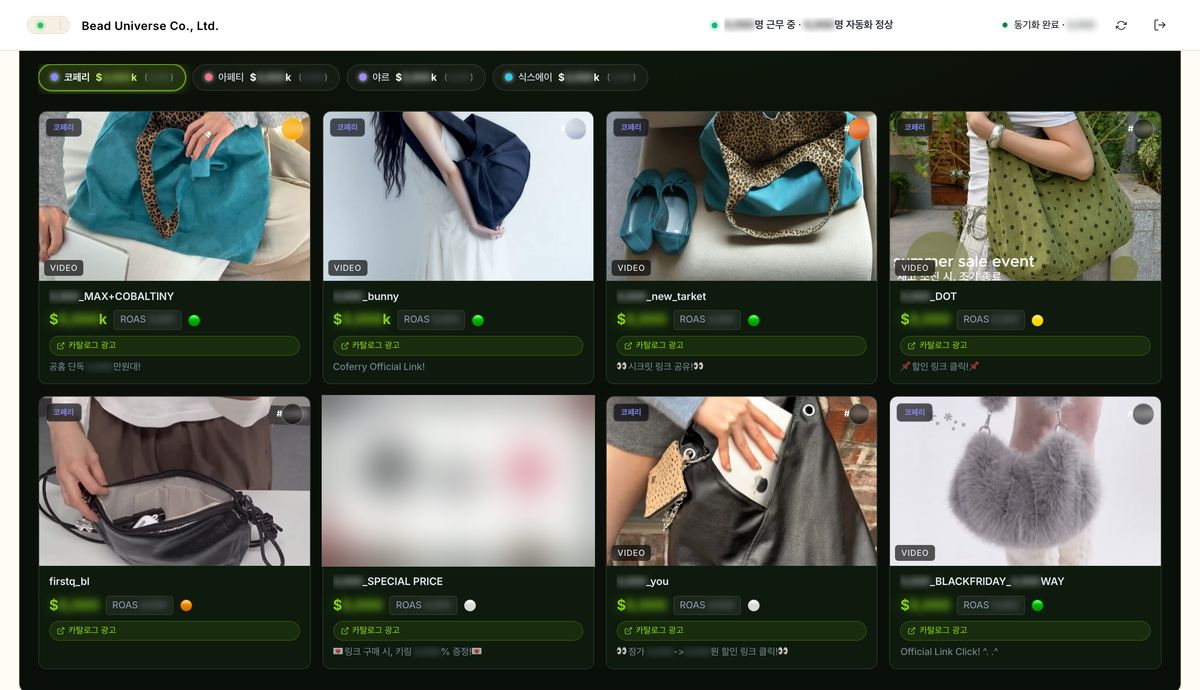 Bead Universe Co., Ltd.
명 근무 중 · 명 자동화 정상
동기화 완료 ·
코페리 $ k ( )
아페티 $ k ( )
야르 $ k ( )
식스에이 $ k ( )
코페리
VIDEO
_MAX+COBALTINY
$ k ROAS
카탈로그 광고
공홈 단독 만원대!
코페리
VIDEO
_bunny
$ k ROAS
카탈로그 광고
Coferry Official Link!
코페리 #
VIDEO
_new_tarket
$ ROAS
카탈로그 광고
👀시크릿 링크 공유!👀
코페리 #
summer sale event
VIDEO
_DOT
$ ROAS
카탈로그 광고
📌할인 링크 클릭!📌
코페리 #
firstq_bl
$ ROAS
카탈로그 광고
_SPECIAL PRICE
$ ROAS
카탈로그 광고
💌링크 구매 시, 키링 % 증정!💌
코페리 #
VIDEO
_you
$ ROAS
카탈로그 광고
👀정가 -> 원 할인 링크 클릭!👀
코페리 #
VIDEO
_BLACKFRIDAY_ WAY
$ ROAS
카탈로그 광고
Official Link Click! ^. .^